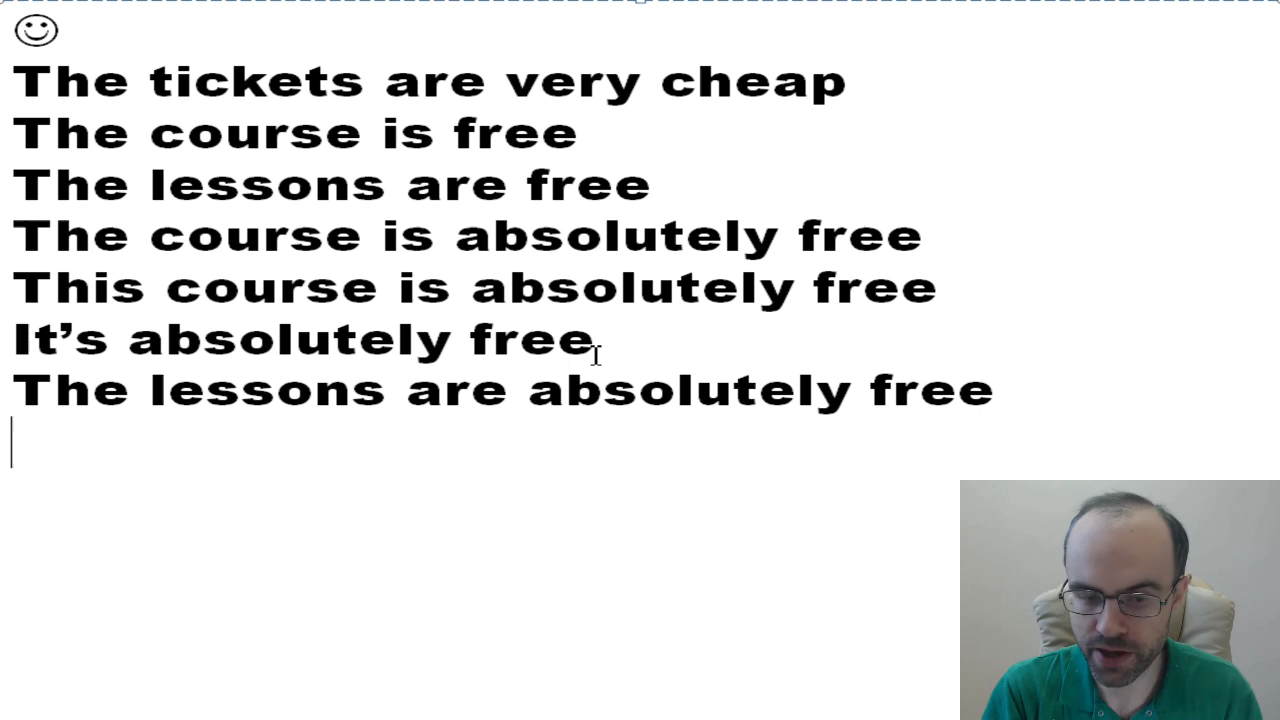 The tickets are very cheap
The course is free
The lessons are free
The course is absolutely free
This course is absolutely free
It’s absolutely free
The lessons are absolutely free